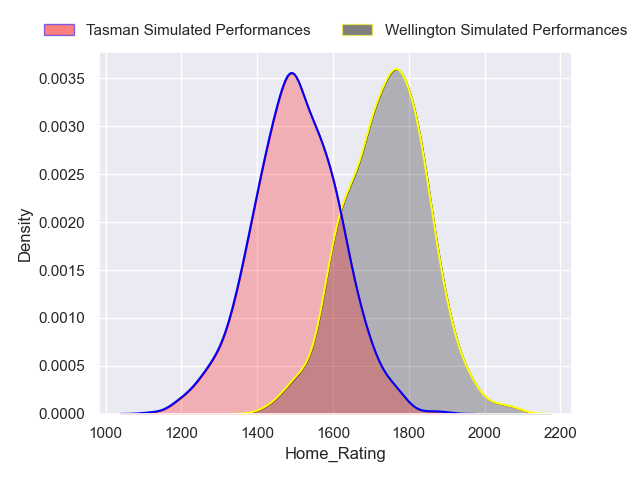 Tasman Simulated Performances
Wellington Simulated Performances
0.0035
0.0030
0.0025
0.0020
0.0015
0.0010
0.0005
0.0000
Density
1000 1200 1400 1600 1800 2000 2200
Home_Rating